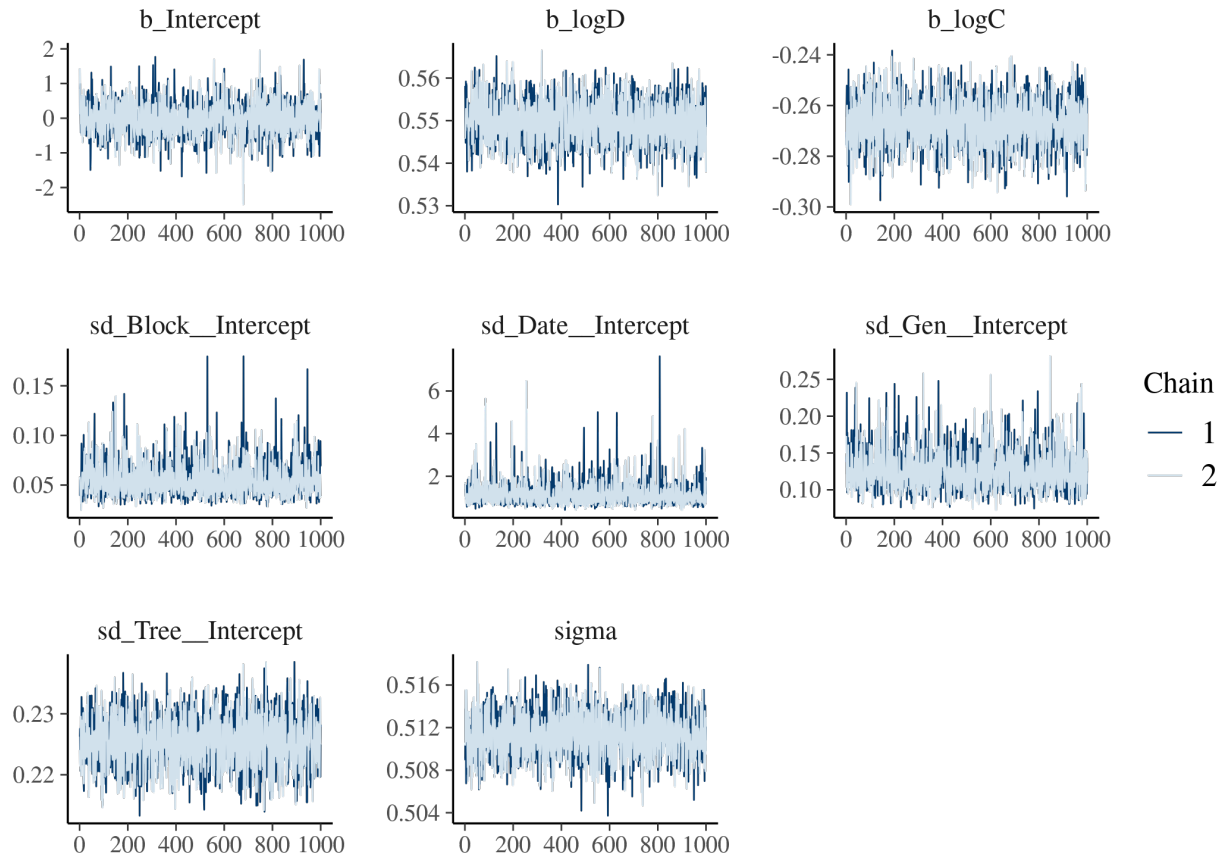 b_Intercept b_logD b_logC
2
1
0
-1
-2
0 200 400 600 800 1000
0.56
0.55
0.54
0.53
0 200 400 600 800 1000
-0.24
-0.26
-0.28
-0.30
0 200 400 600 800 1000
sd_Block__Intercept sd_Date__Intercept sd_Gen__Intercept
0.15
0.10
0.05
0 200 400 600 800 1000
6
4
2
0 200 400 600 800 1000
0.25
0.20
0.15
0.10
0 200 400 600 800 1000
Chain
1
2
sd_Tree__Intercept sigma
0.23
0.22
0 200 400 600 800 1000
0.516
0.512
0.508
0.504
0 200 400 600 800 1000